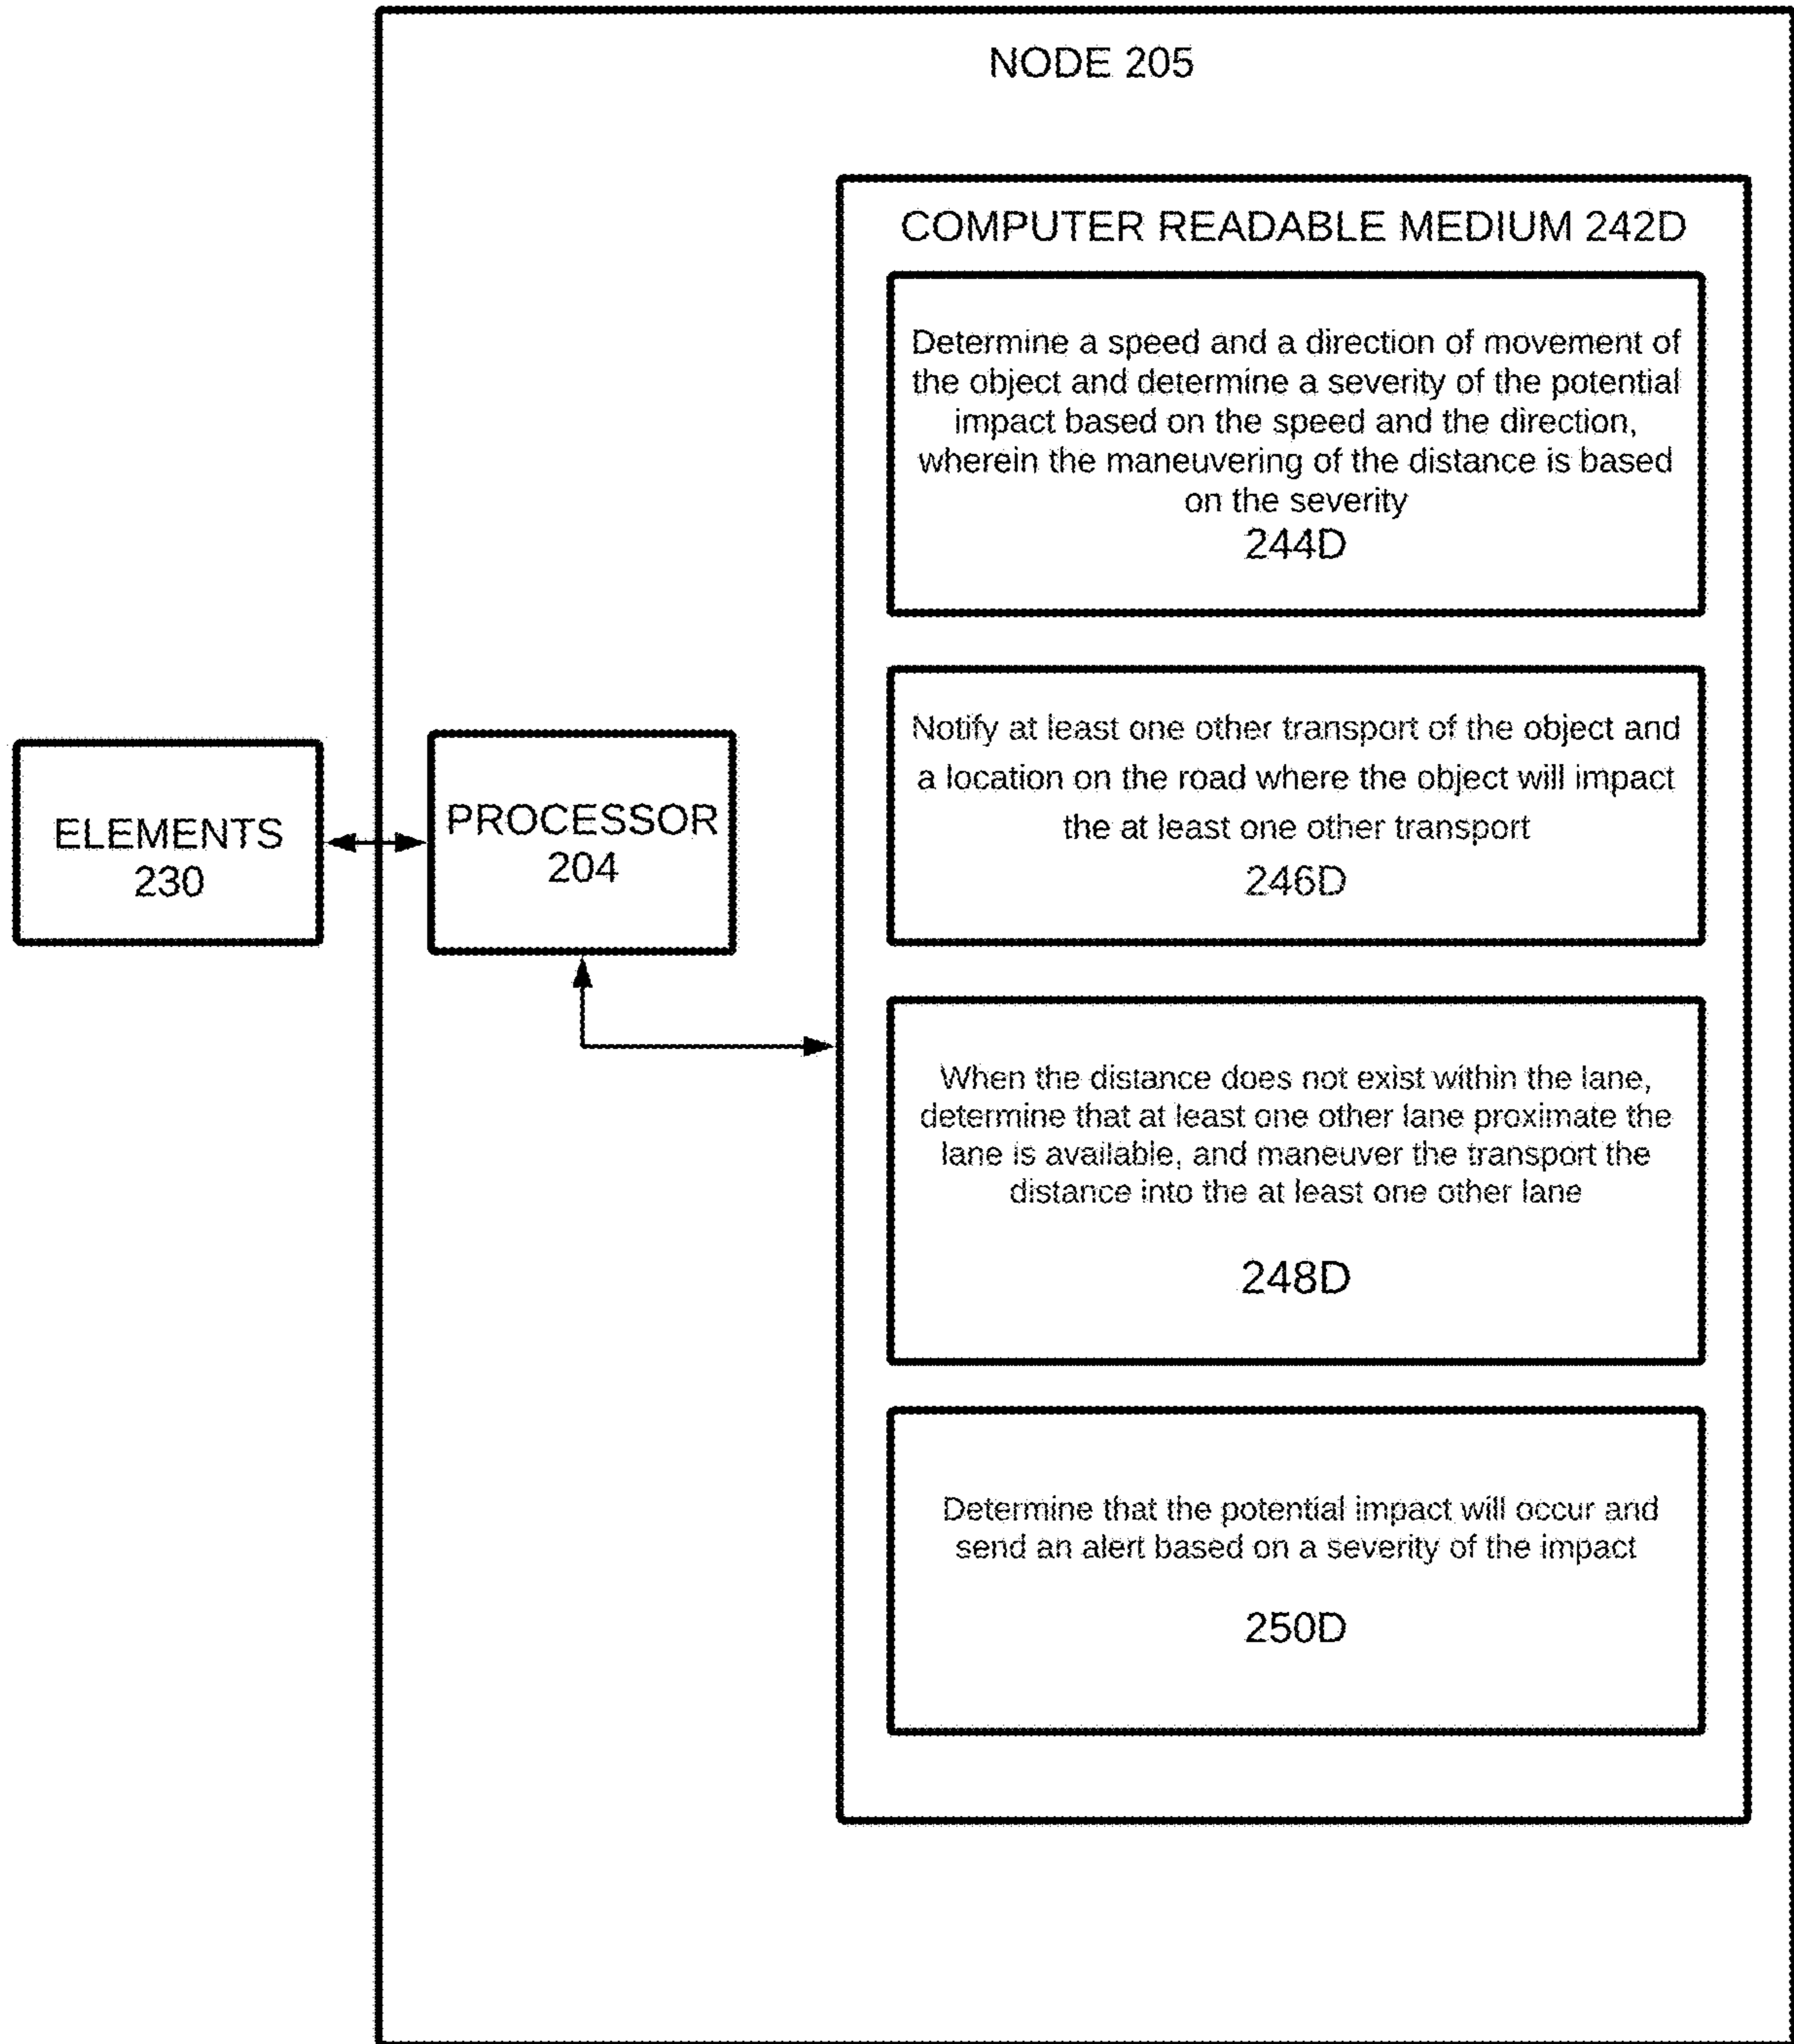 NODE 205
COMPUTER READABLE MEDIUM 242D
Determine a speed and a direction of movement of
the object and determine a severity of the potential
impact based on the speed and the direction,
wherein the maneuvering of the distance is based
on the severity
244D
Notify at least one other transport of the object and
a location on the road where the object will impact
the at least one other transport
246D
ELEMENTS
230
PROCESSOR
204
When the distance does not exist within the lane,
determine that at least one other lane proximate the
lane is available, and maneuver the transport the
distance into the at least one other lane
248D
Determine that the potential impact will occur and
send an alert based on a severity of the impact
250D